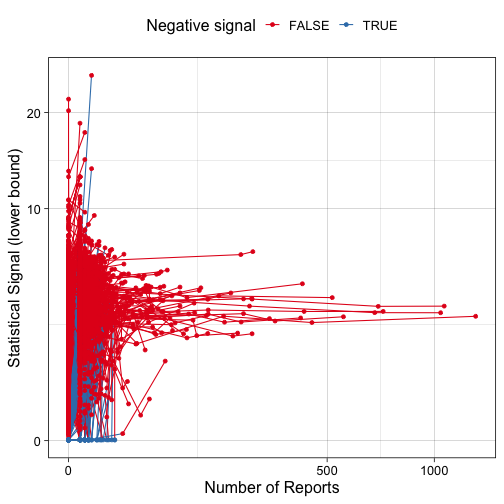 Negative signal FALSE TRUE
20
10
0
Statistical Signal (lower bound)
0 500 1000
Number of Reports